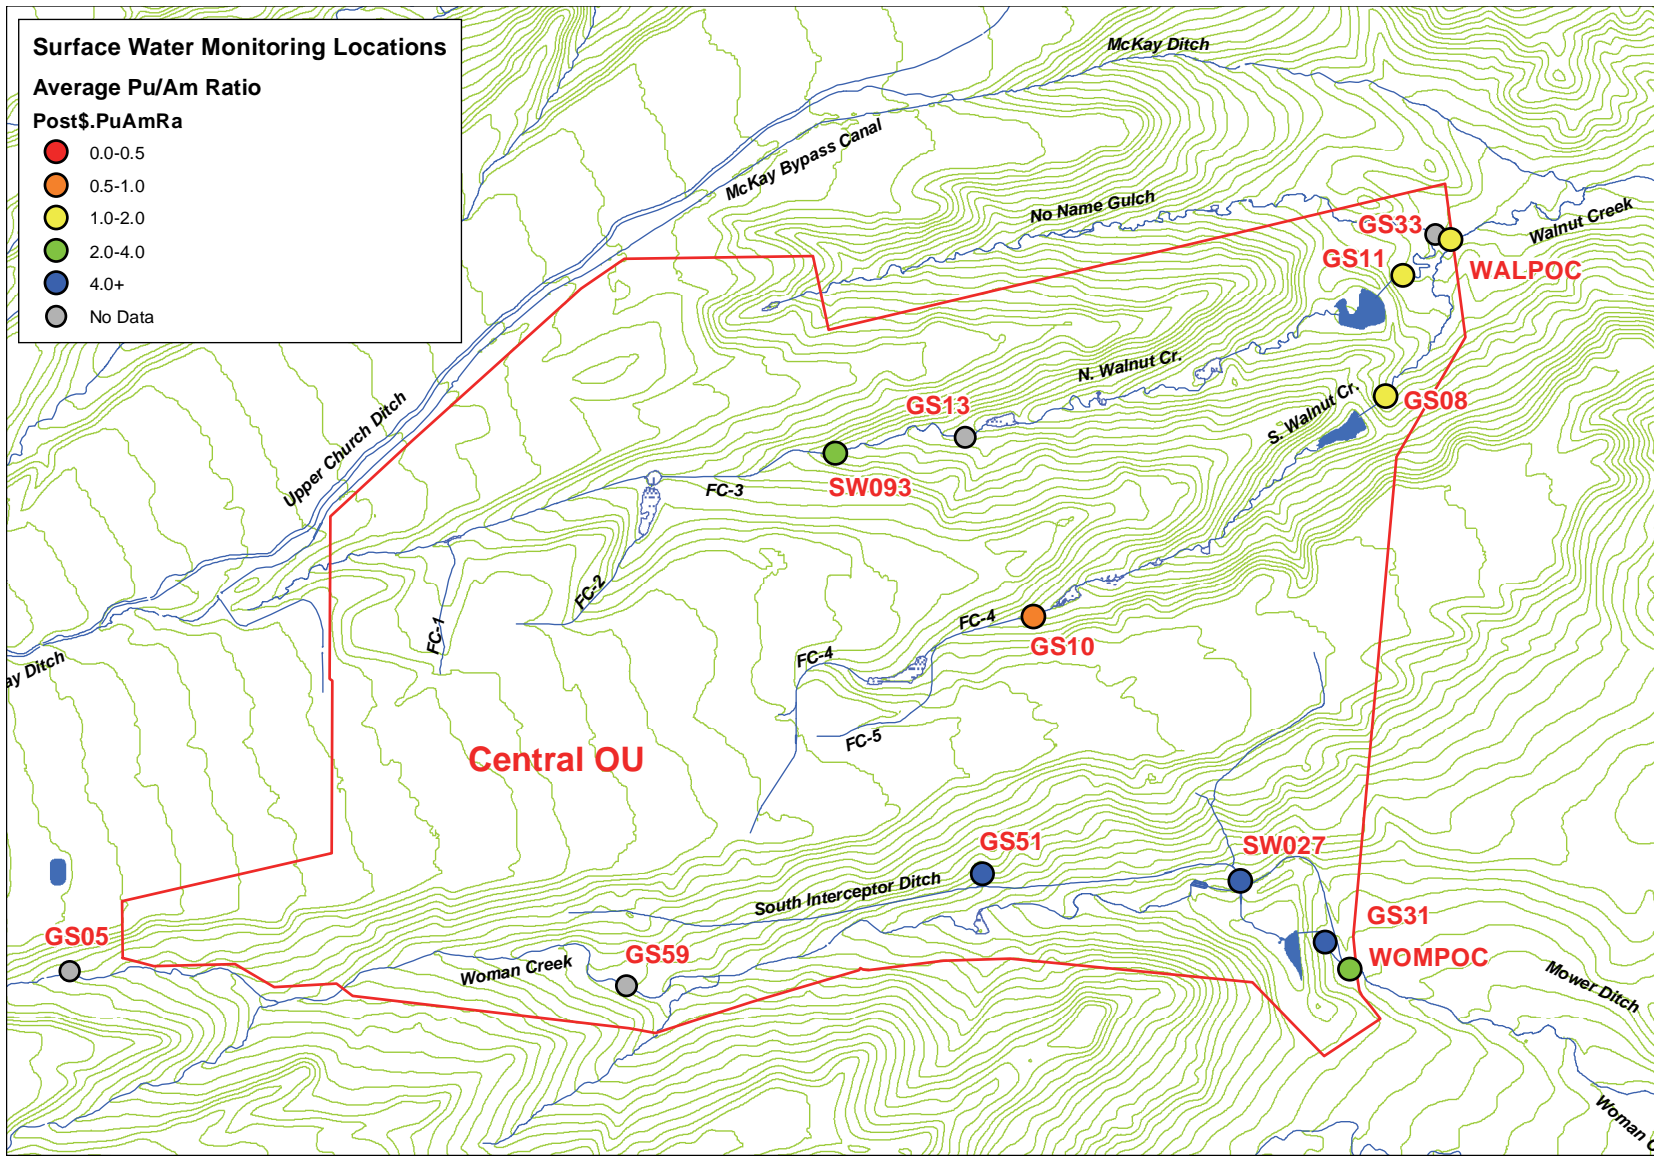 Surface Water Monitoring Locations
Average Pu/Am Ratio
Post$.PuAmRa
0.0-0.5
0.5-1.0
1.0-2.0
2.0-4.0
4.0+
No Data
McKay Ditch
McKay Bypass Canal
No Name Gulch
GS33
Walnut Creek
GS11
WALPOC
N. Walnut Cr.
GS08
S. Walnut Cr.
Upper Church Ditch
GS13
SW093
FC-3
FC-2
FC-1
FC-4
GS10
FC-4
ay Ditch
FC-5
Central OU
GS51
SW027
South Interceptor Ditch
GS31
GS05
GS59
WOMPOC
Woman Creek
Mower Ditch
Woman C